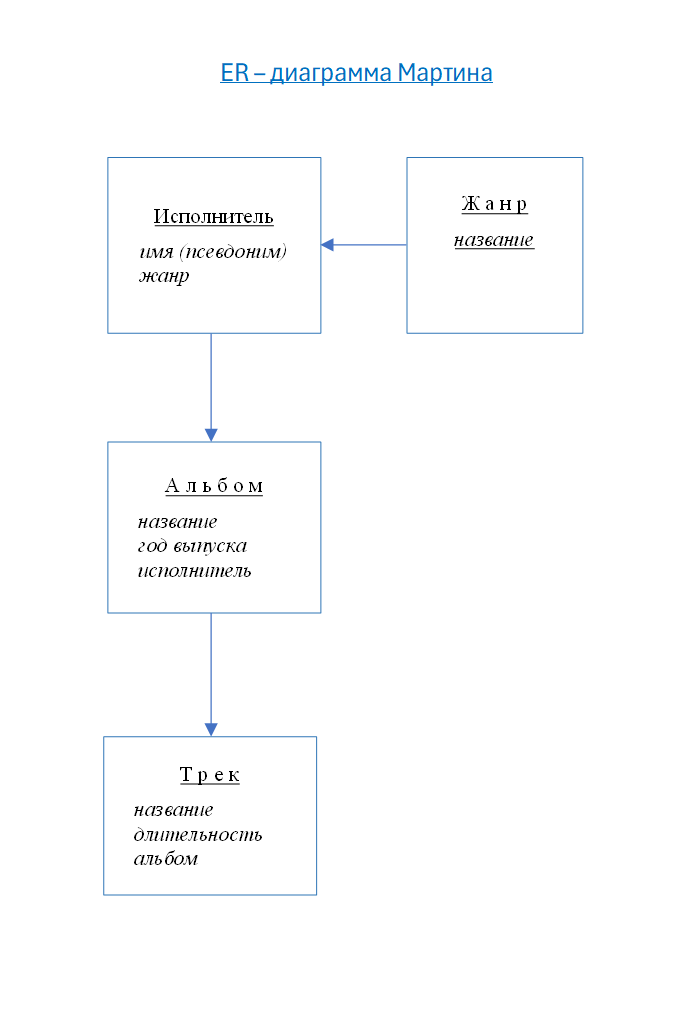 ER – диаграмма Мартина
Исполнитель
имя (псевдоним)
жанр
Ж а н р
название
А л ь б о м
название
год выпуска
исполнитель
Т р е к
название
длительность
альбом